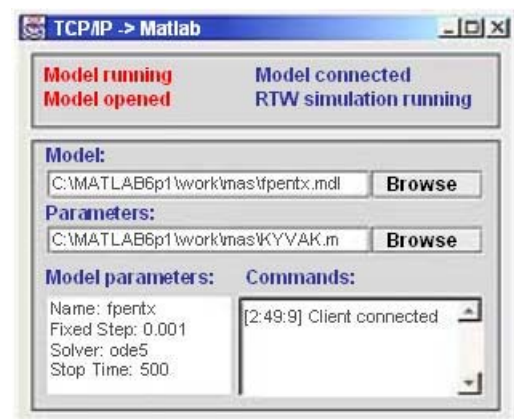 TCP/IP -> Matlab
Model running Model connected
Model opened RTW simulation running
Model:
C:\MATLAB6p1\work\mas\fpentx.mdl Browse
Parameters:
C:\MATLAB6p1\work\mas\KYVAK.m Browse
Model parameters: Commands:
Name: fpentx
Fixed Step: 0.001
Solver: ode5
Stop Time: 500
[2:49:9] Client connected